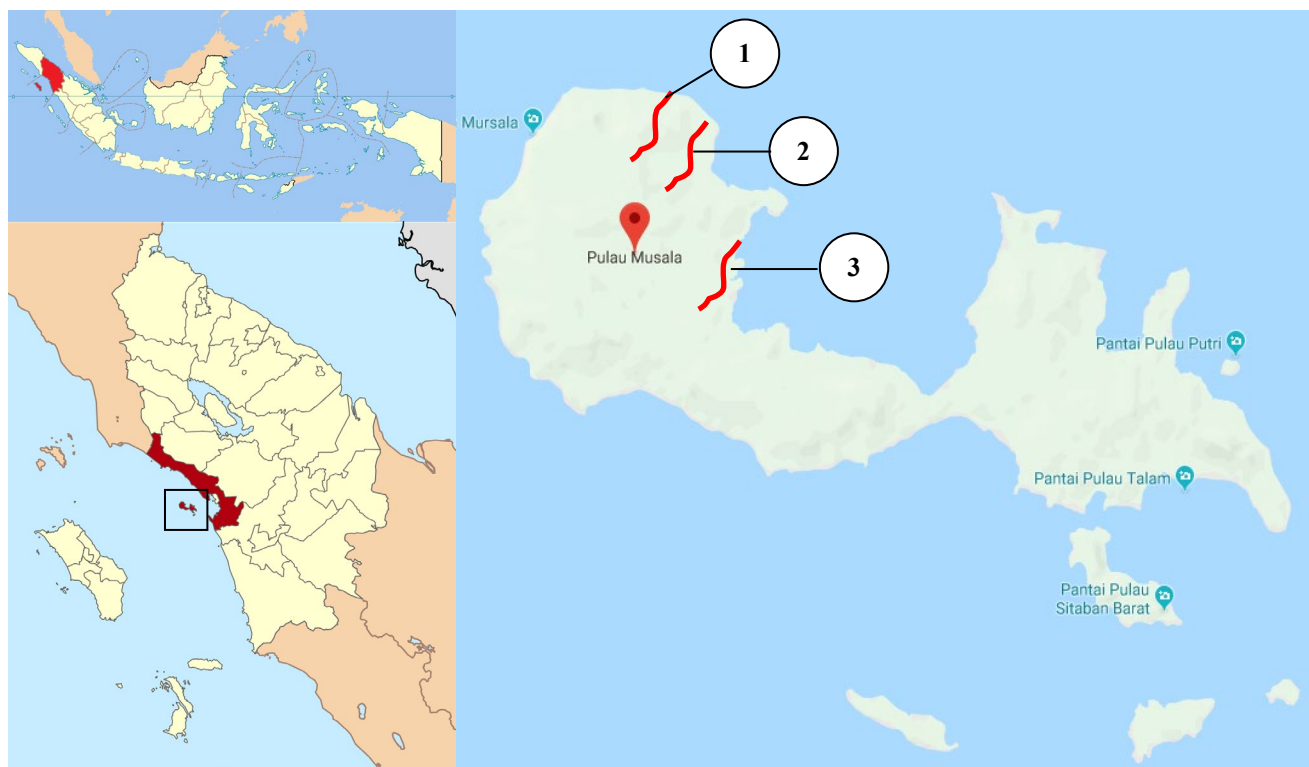 1
Mursala
2
Pulau Musala
3
Pantai Pulau Putri
Pantai Pulau Talam
Pantai Pulau
Sitaban Barat